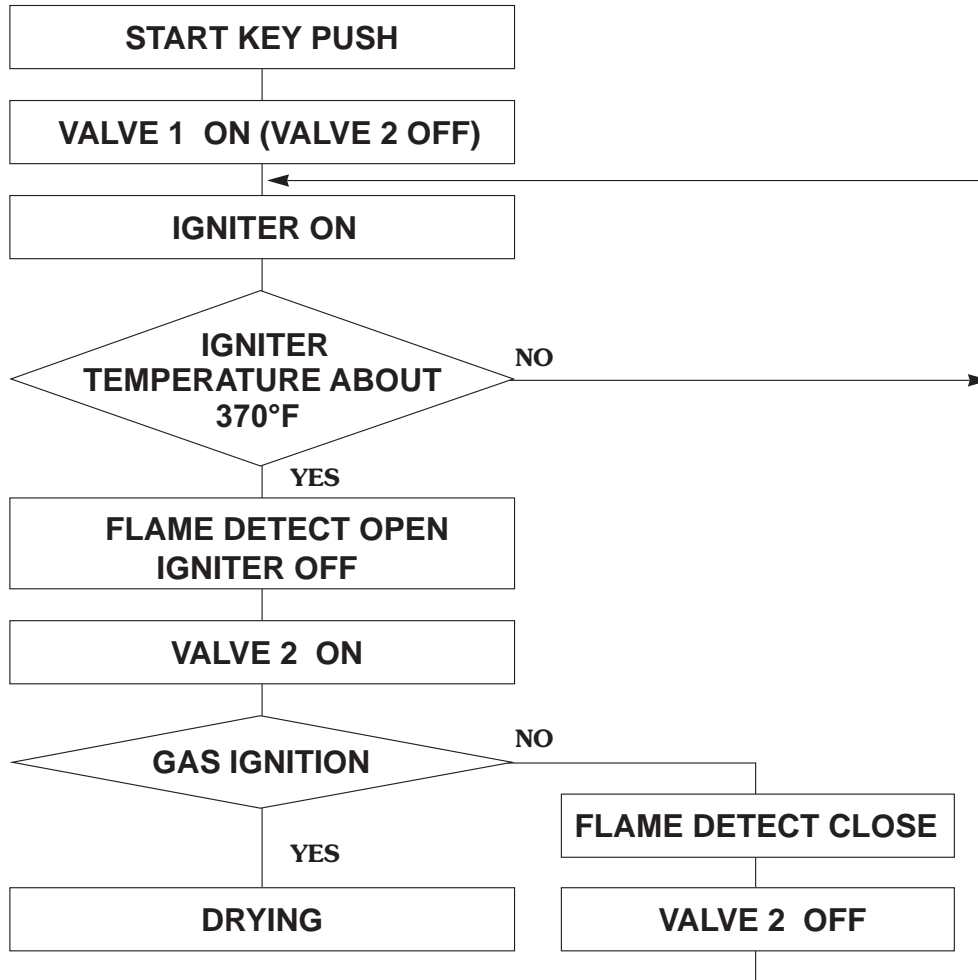 START KEY PUSH
VALVE 1 ON (VALVE 2 OFF)
IGNITER ON
IGNITER
TEMPERATURE ABOUT
370°F
NO
YES
FLAME DETECT OPEN
IGNITER OFF
VALVE 2 ON
GAS IGNITION
NO
FLAME DETECT CLOSE
YES
DRYING
VALVE 2 OFF